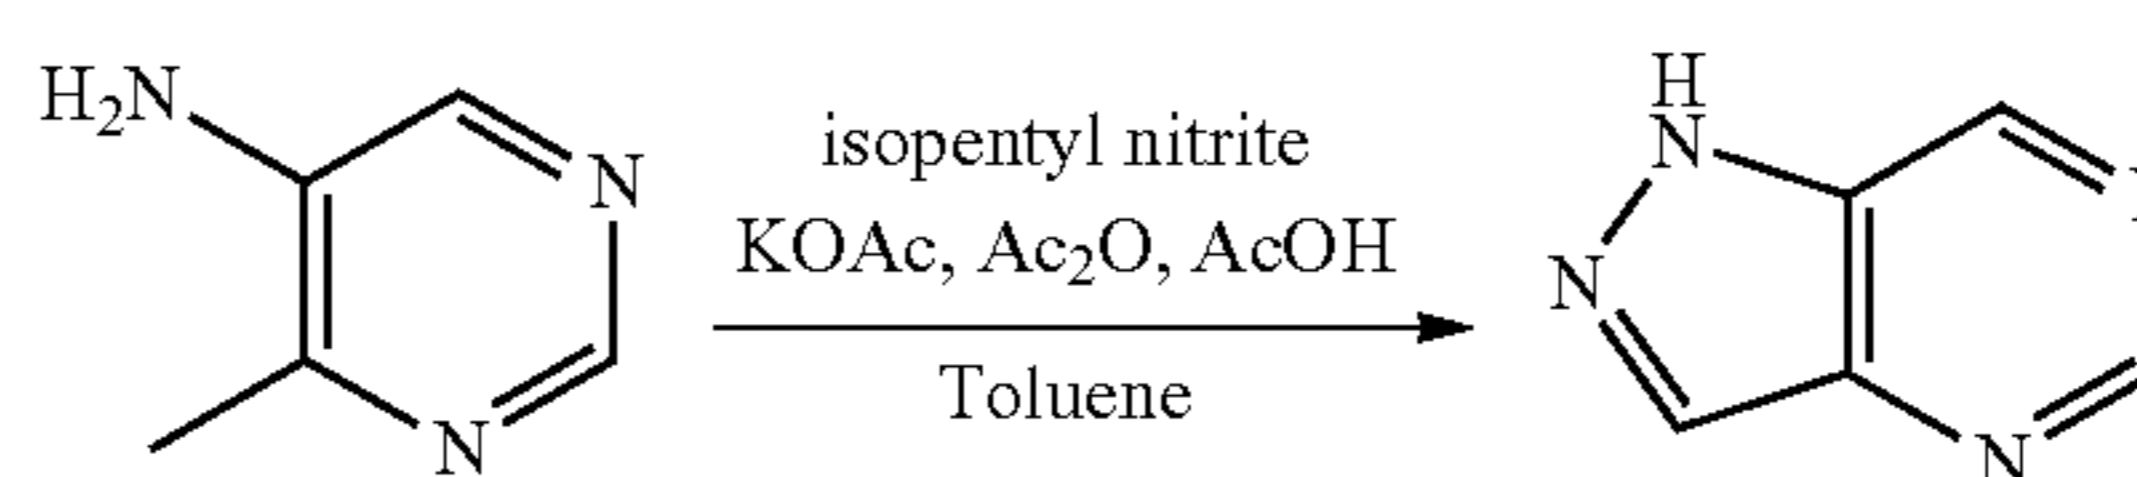 H₂N
N
N
isopentyl nitrite
KOAc, Ac₂O, AcOH
Toluene
H
N
N
N